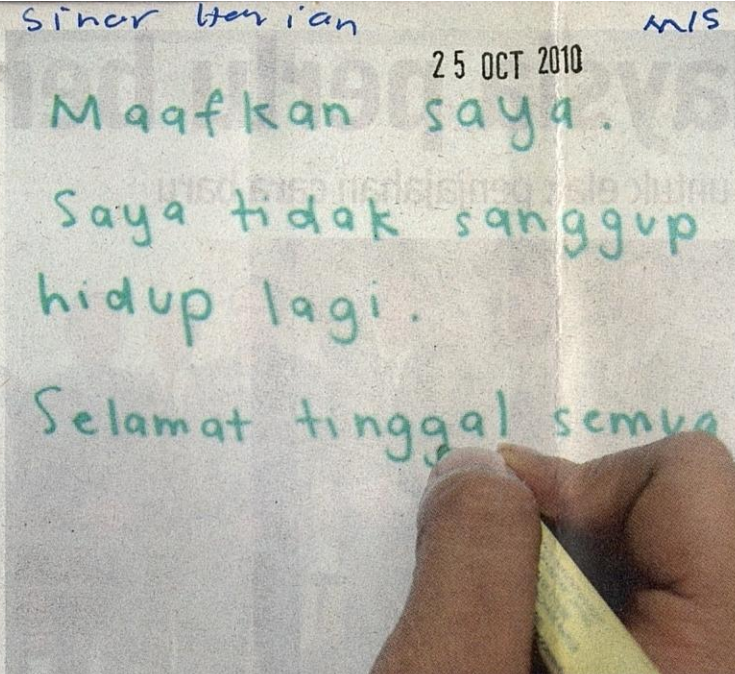 Sinar Harian m/s
25 OCT 2010
Maafkan saya.
Saya tidak sanggup
hidup lagi.
Selamat tinggal semua